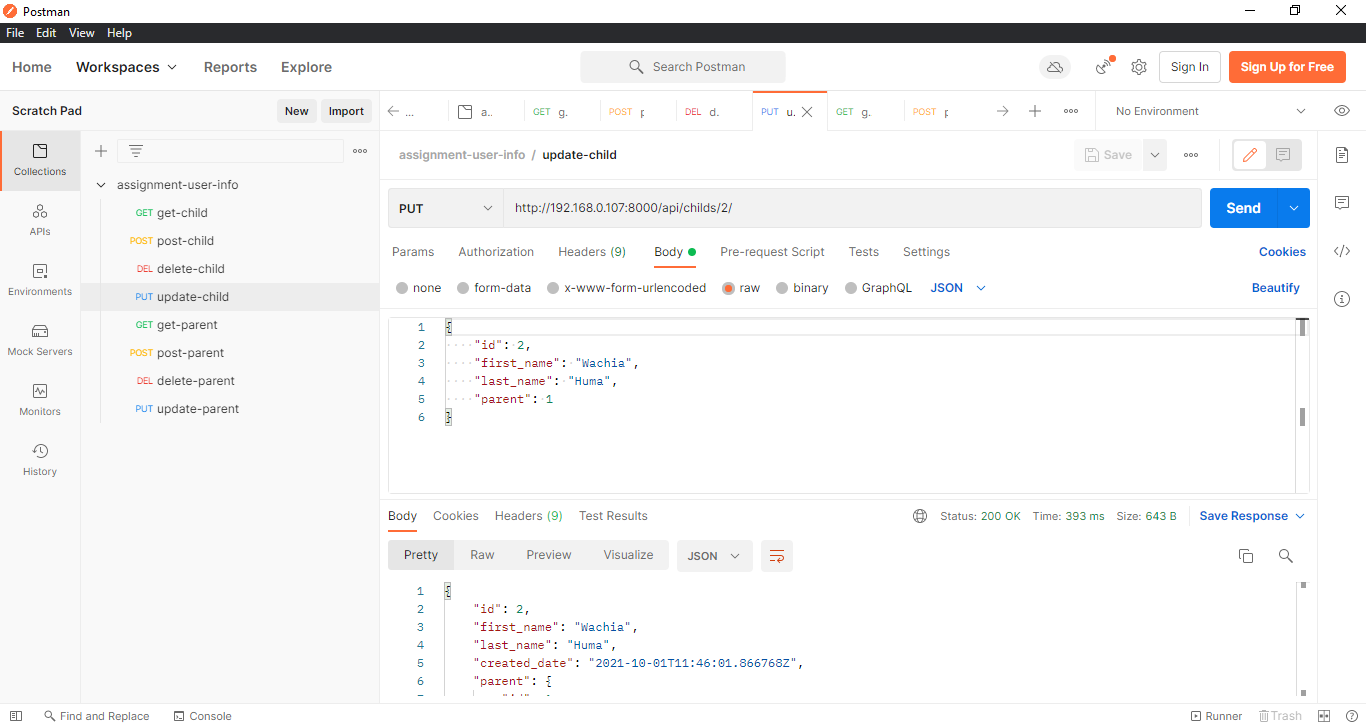 Postman
File Edit View Help
Home Workspaces Reports Explore Search Postman Sign In Sign Up for Free
Scratch Pad New Import ... a.. GET g. POST p DEL d. PUT u. GET g. POST p No Environment
assignment-user-info / update-child Save
Collections
APIs
Environments
Mock Servers
Monitors
History
assignment-user-info
GET get-child
POST post-child
DEL delete-child
PUT update-child
GET get-parent
POST post-parent
DEL delete-parent
PUT update-parent
PUT http://192.168.0.107:8000/api/childs/2/ Send
Params Authorization Headers (9) Body Pre-request Script Tests Settings Cookies
none form-data x-www-form-urlencoded raw binary GraphQL JSON Beautify
1 {
2 "id": 2,
3 "first_name": "Wachia",
4 "last_name": "Huma",
5 "parent": 1
6 }
Body Cookies Headers (9) Test Results Status: 200 OK Time: 393 ms Size: 643 B Save Response
Pretty Raw Preview Visualize JSON
1 {
2 "id": 2,
3 "first_name": "Wachia",
4 "last_name": "Huma",
5 "created_date": "2021-10-01T11:46:01.866768Z",
6 "parent": {
Find and Replace Console Runner Trash